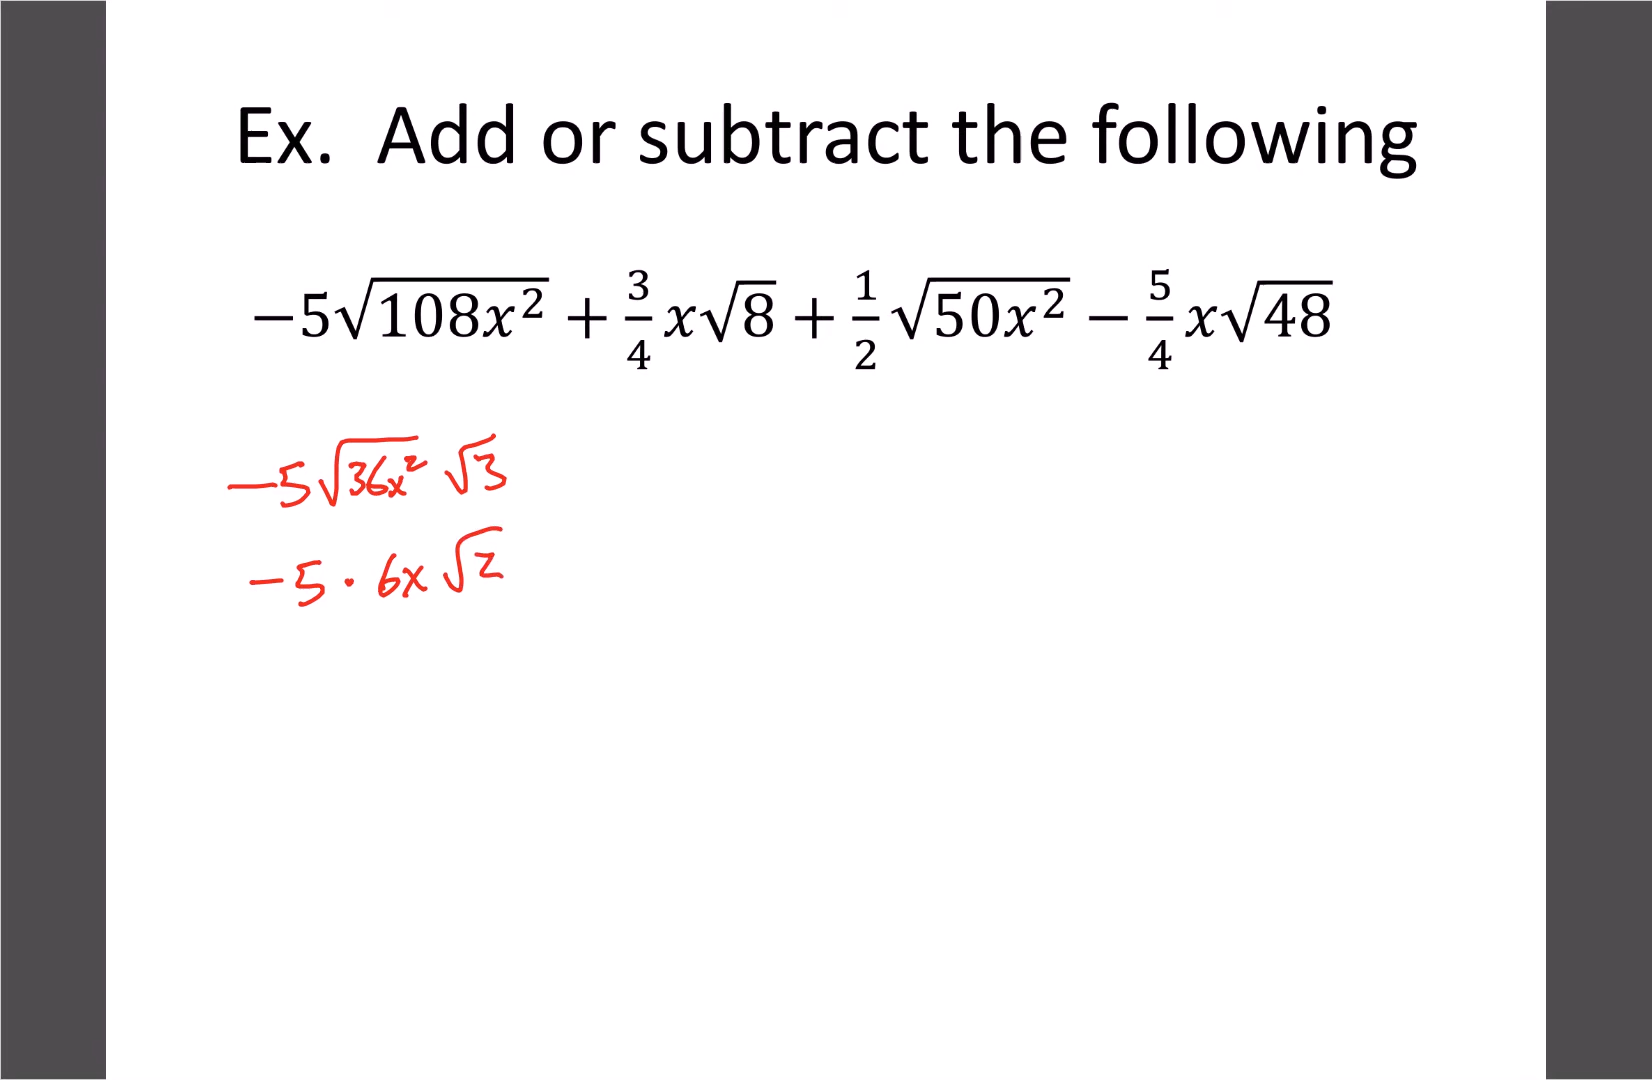 Ex. Add or subtract the following
−5√108x² + 3/4 x√8 + 1/2 √50x² − 5/4 x√48
−5√36x² √3
−5 · 6x √2